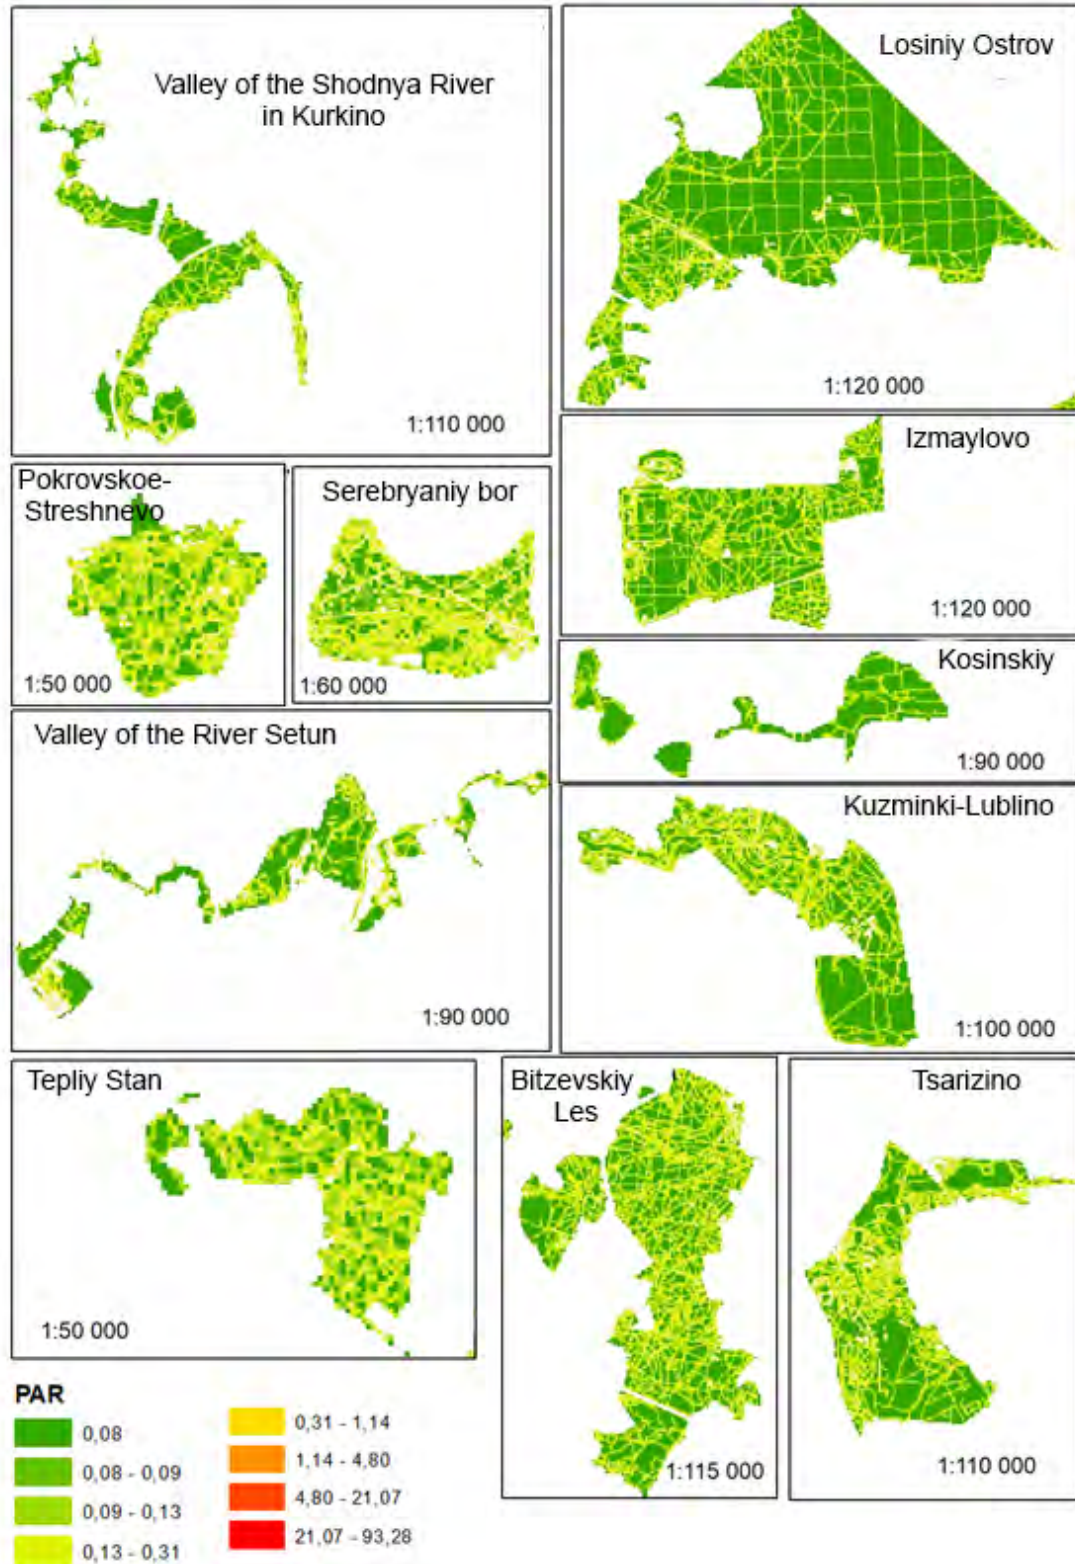 Valley of the Shodnya River
in Kurkino
1:110 000
Losiniy Ostrov
1:120 000
Izmaylovo
1:120 000
Pokrovskoe-
Streshnevo
1:50 000
Serebryaniy bor
1:60 000
Kosinskiy
1:90 000
Valley of the River Setun
1:90 000
Kuzminki-Lublino
1:100 000
Tepliy Stan
1:50 000
Bitzevskiy
Les
1:115 000
Tsarizino
1:110 000
PAR
0,08
0,08 - 0,09
0,09 - 0,13
0,13 - 0,31
0,31 - 1,14
1,14 - 4,80
4,80 - 21,07
21,07 - 93,28